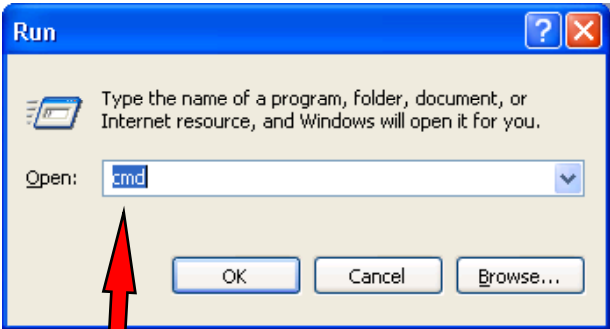 Run
Type the name of a program, folder, document, or
Internet resource, and Windows will open it for you.
Open: cmd
OK Cancel Browse...